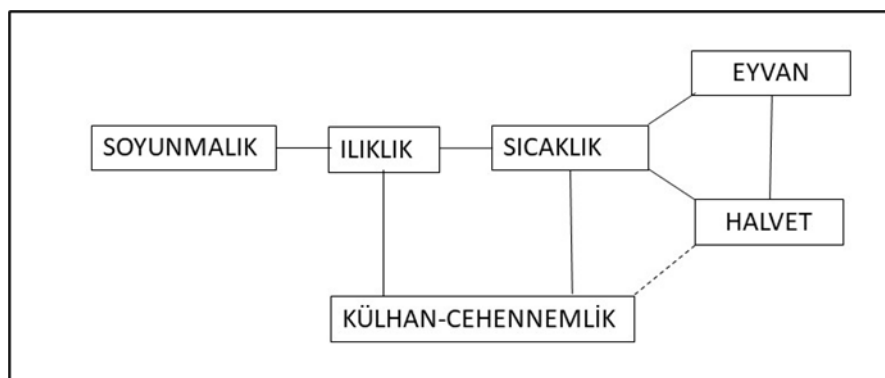 EYVAN
SOYUNMALIK
ILIKLIK
SICAKLIK
HALVET
KÜLHAN-CEHENNEMLİK